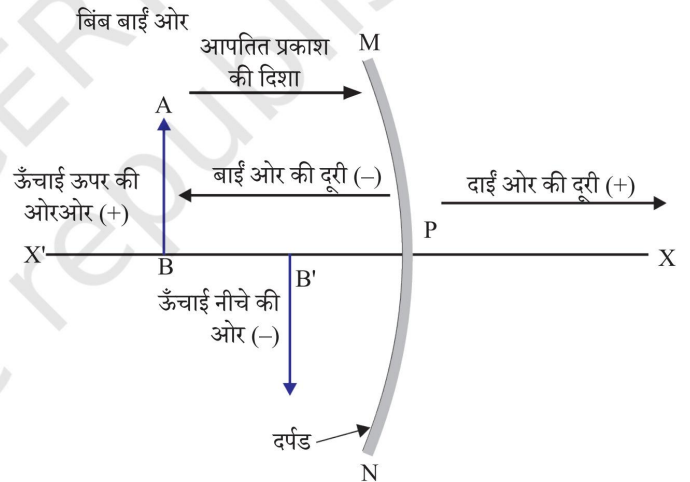 बिंब बाईं ओर
आपतित प्रकाश
की दिशा
M
A
ऊँचाई ऊपर की
ओरओर (+)
बाईं ओर की दूरी (–)
दाईं ओर की दूरी (+)
P
X'
X
B
B'
ऊँचाई नीचे की
ओर (–)
दर्पड
N